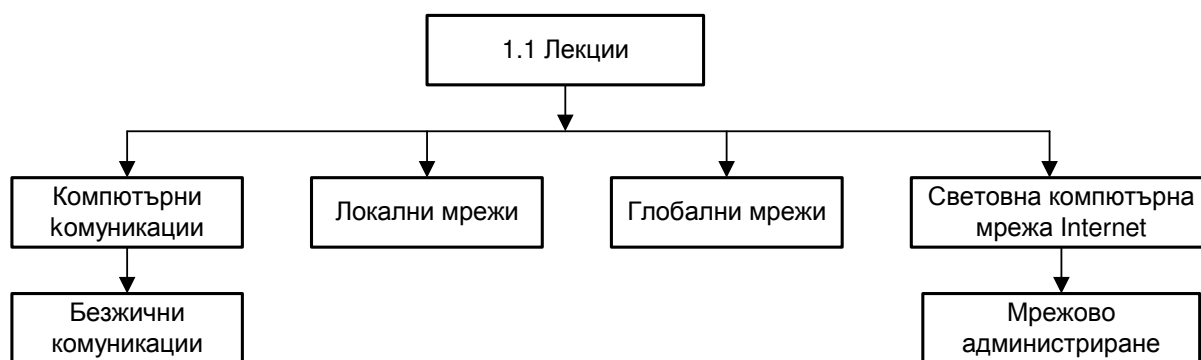 1.1 Лекции
Компютърни
комуникации
Локални мрежи
Глобални мрежи
Световна компютърна
мрежа Internet
Безжични
комуникации
Мрежово
администриране